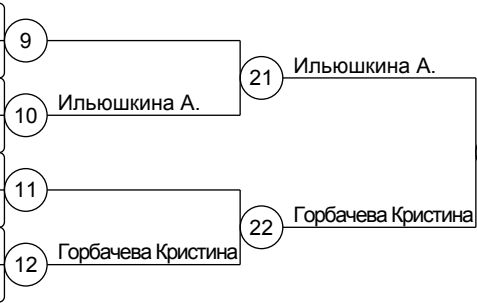 9
21 Ильюшкина А.
10 Ильюшкина А.
11
22 Горбачева Кристина
12 Горбачева Кристина